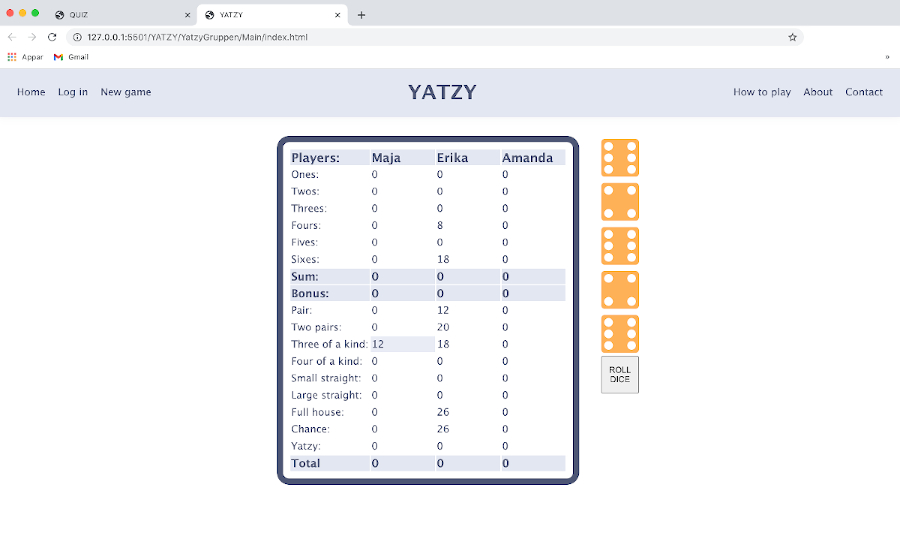 QUIZ YATZY
127.0.0.1:5501/YATZY/YatzyGruppen/Main/index.html
Appar Gmail »
Home Log in New game YATZY How to play About Contact
Players: Maja Erika Amanda
Ones: 0 0 0
Twos: 0 0 0
Threes: 0 0 0
Fours: 0 8 0
Fives: 0 0 0
Sixes: 0 18 0
Sum: 0 0 0
Bonus: 0 0 0
Pair: 0 12 0
Two pairs: 0 20 0
Three of a kind: 12 18 0
Four of a kind: 0 0 0
Small straight: 0 0 0
Large straight: 0 0 0
Full house: 0 26 0
Chance: 0 26 0
Yatzy: 0 0 0
Total 0 0 0
ROLL
DICE